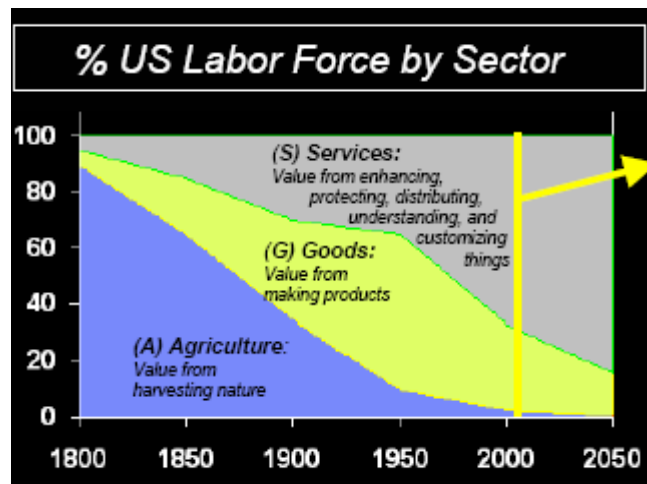 % US Labor Force by Sector
100
80
60
40
20
0
(S) Services:
Value from enhancing,
protecting, distributing,
understanding, and
customizing
things
(G) Goods:
Value from
making products
(A) Agriculture:
Value from
harvesting nature
1800 1850 1900 1950 2000 2050